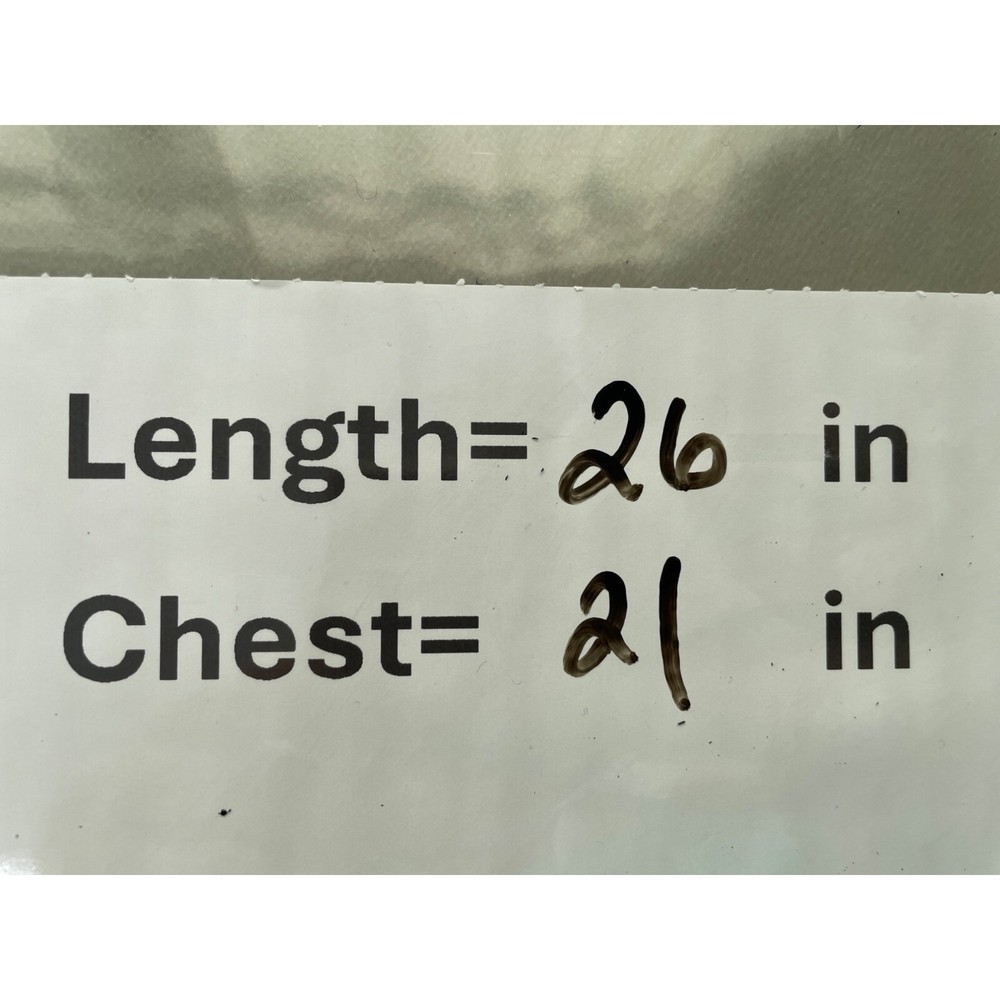 Length= 26 in
Chest= 21 in